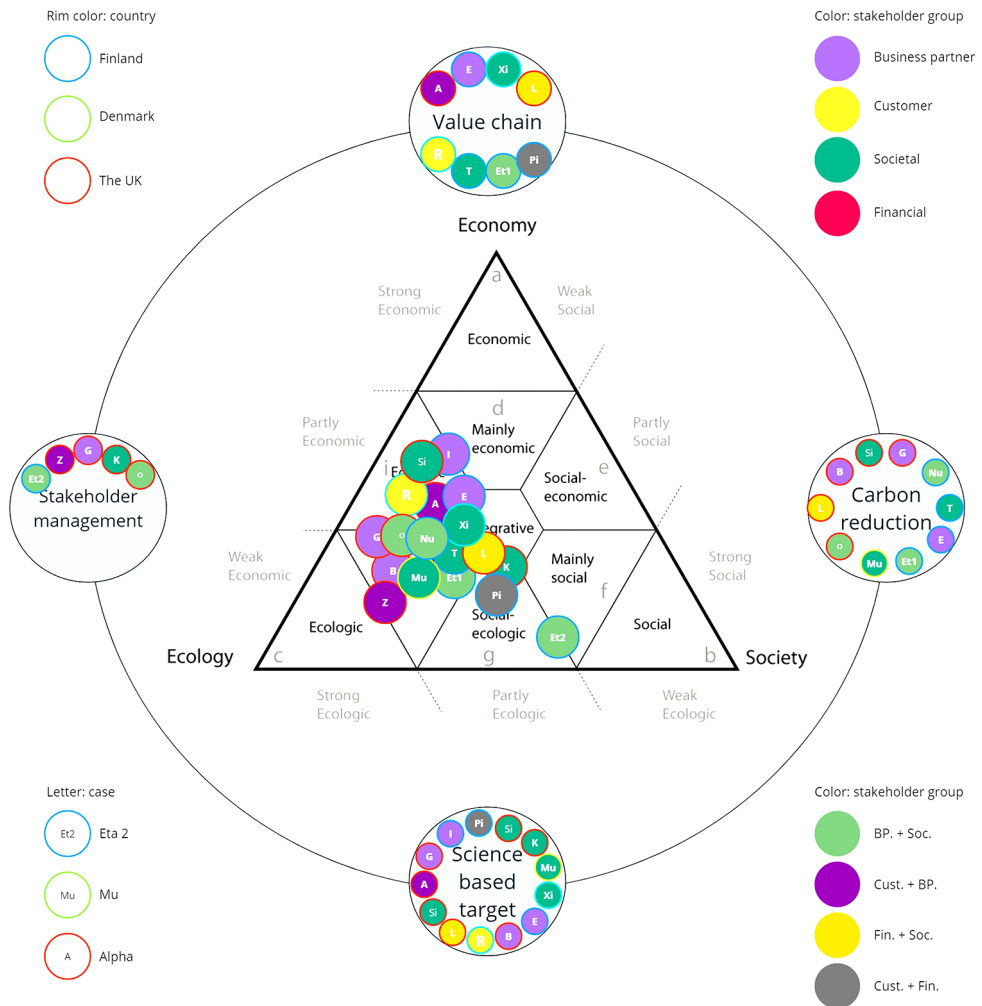 Rim color: country
Finland
Denmark
The UK
Color: stakeholder group
Business partner
Customer
Societal
Financial
A
E
Xi
L
Value chain
R
T
Et1
Pi
Economy
a
Strong
Economic
Weak
Social
Economic
Partly
Economic
d
Mainly
economic
Partly
Social
i
e
Social-
economic
Si
I
R
A
E
Xi
G
o
Nu
T
L
K
B
Mu
Et1
Pi
Z
Et2
Mainly
social
f
Weak
Economic
Strong
Social
Ecologic
ecologic
Social
Ecology
c
g
b
Society
Strong
Ecologic
Partly
Ecologic
Weak
Ecologic
Et2
Z
G
K
o
Stakeholder
management
B
Si
G
Nu
L
T
Carbon
reduction
o
Mu
Et1
E
Letter: case
Et2
Eta 2
Mu
Mu
A
Alpha
I
Pi
Si
K
G
Mu
A
Xi
Science
based
target
Si
L
R
B
E
Color: stakeholder group
BP. + Soc.
Cust. + BP.
Fin. + Soc.
Cust. + Fin.